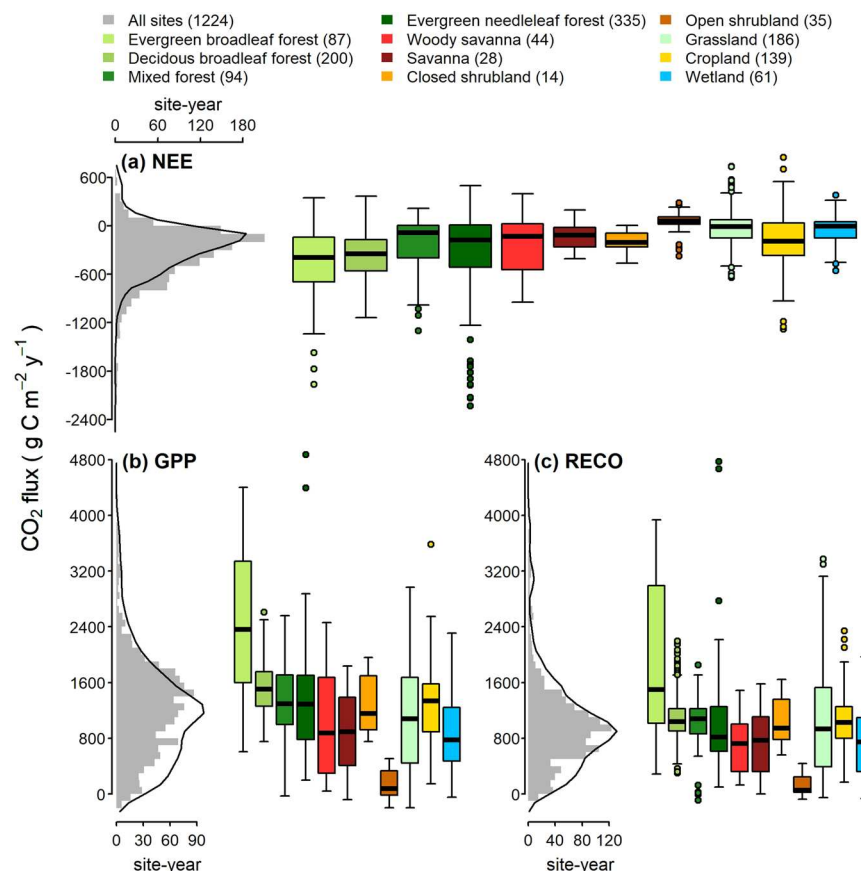 All sites (1224)
Evergreen broadleaf forest (87)
Decidous broadleaf forest (200)
Mixed forest (94)
Evergreen needleleaf forest (335)
Woody savanna (44)
Savanna (28)
Closed shrubland (14)
Open shrubland (35)
Grassland (186)
Cropland (139)
Wetland (61)
site-year
0 60 120 180
(a) NEE
600
0
-600
-1200
-1800
-2400
CO₂ flux ( g C m⁻² y⁻¹ )
(b) GPP
4800
4000
3200
2400
1600
800
0
0 30 60 90
site-year
(c) RECO
4800
4000
3200
2400
1600
800
0
0 40 80 120
site-year